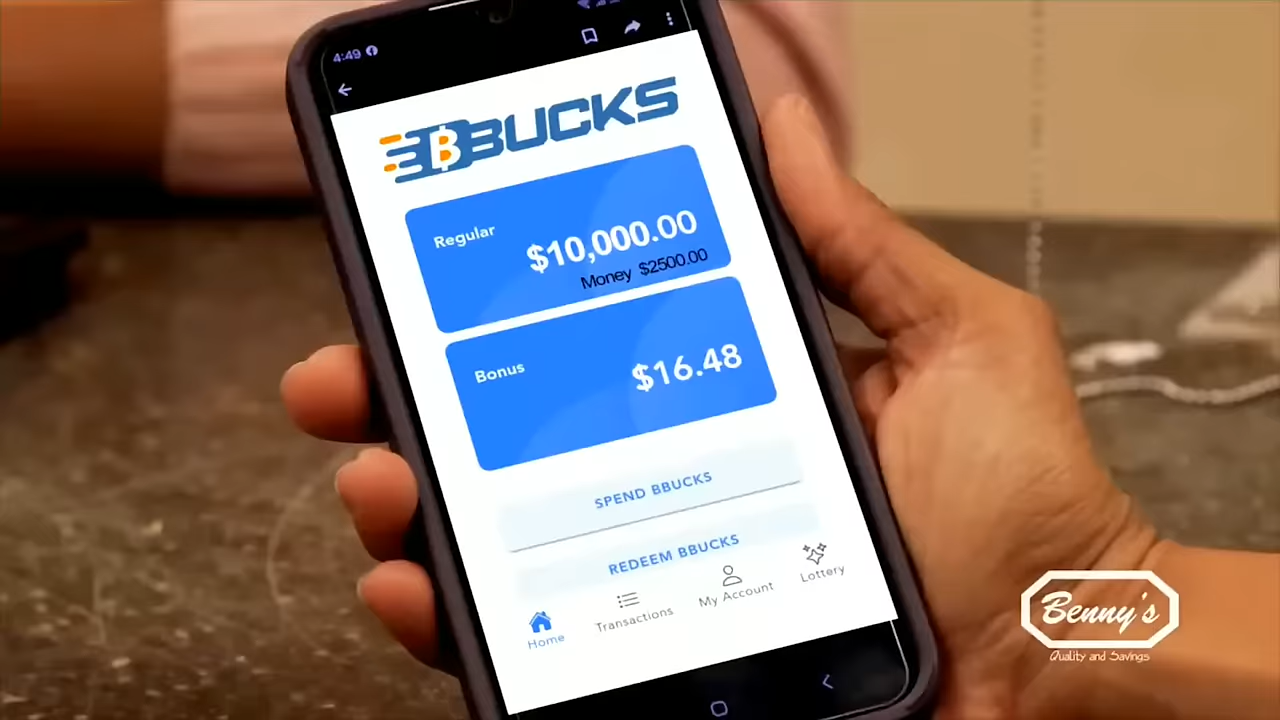 4:49
BBUCKS
Regular
$10,000.00
Money $2500.00
Bonus
$16.48
SPEND BBUCKS
REDEEM BBUCKS
Home
Transactions
My Account
Lottery
Benny's
Quality and Savings